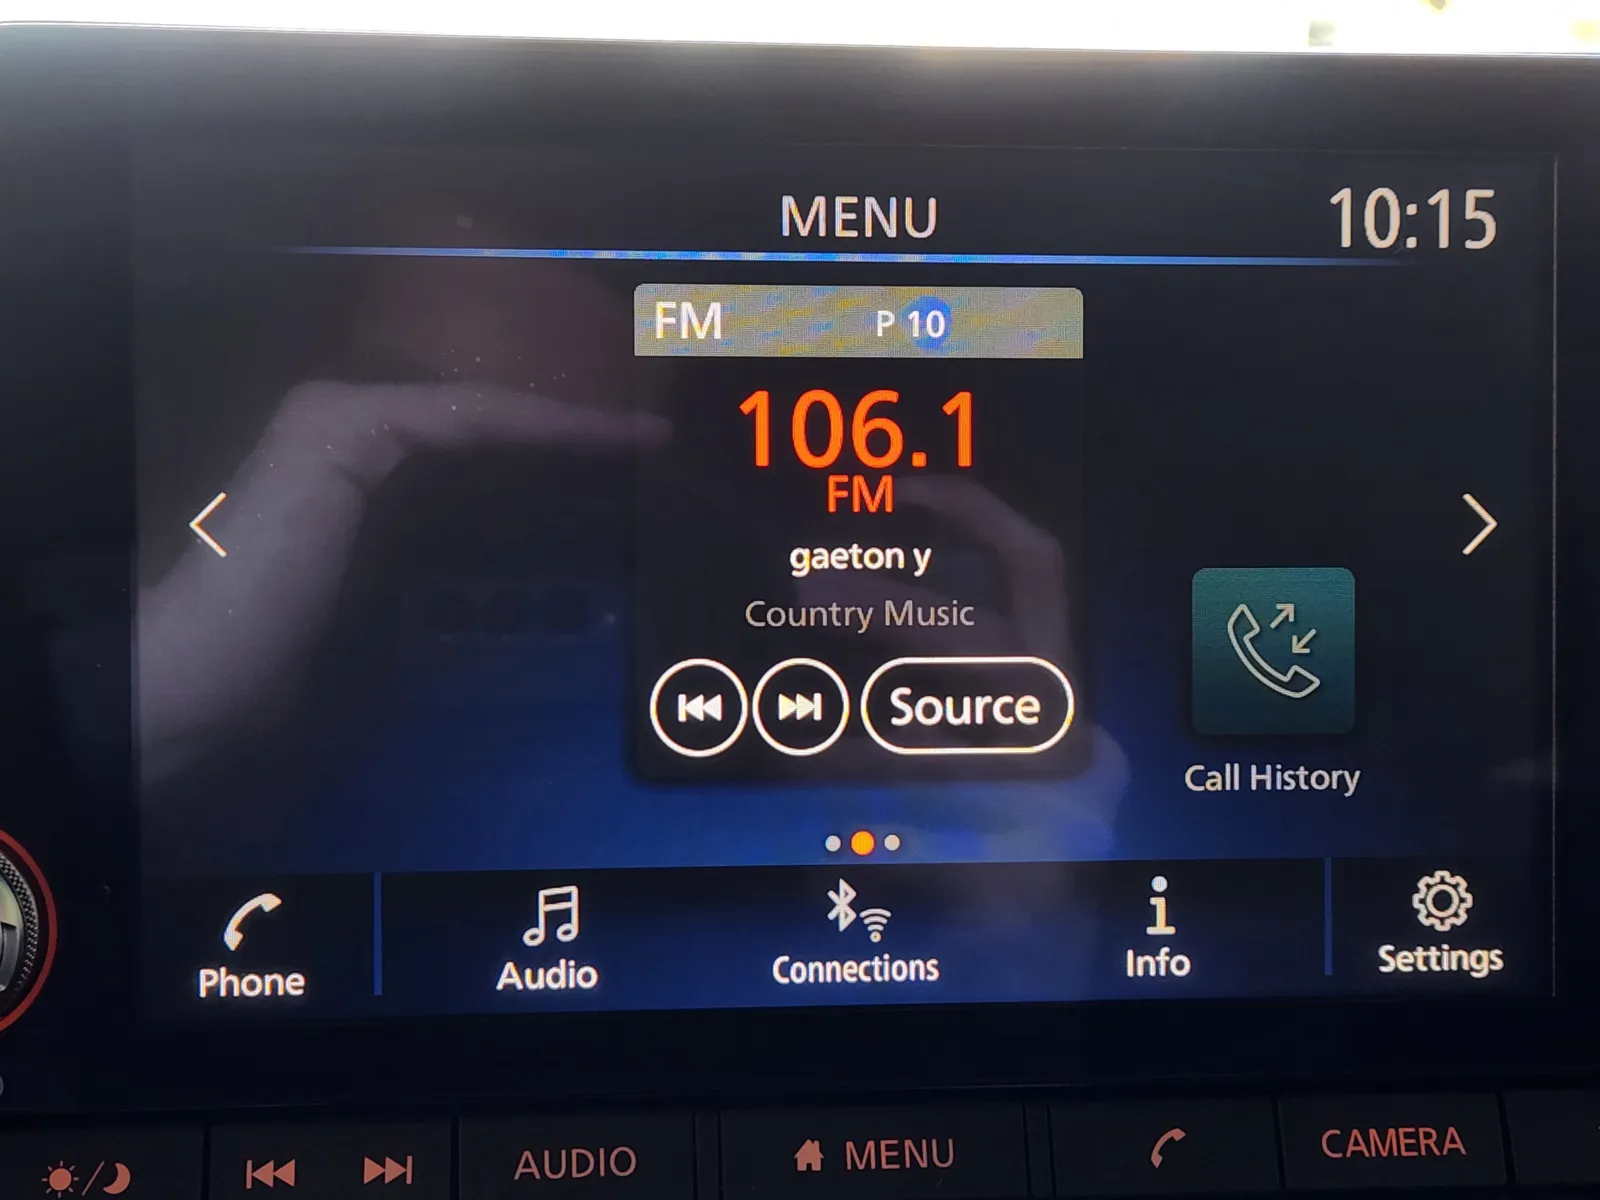 MENU
10:15
FM P 10
106.1
FM
gaeton y
Country Music
Source
Call History
Phone
Audio
Connections
Info
Settings
AUDIO
MENU
CAMERA